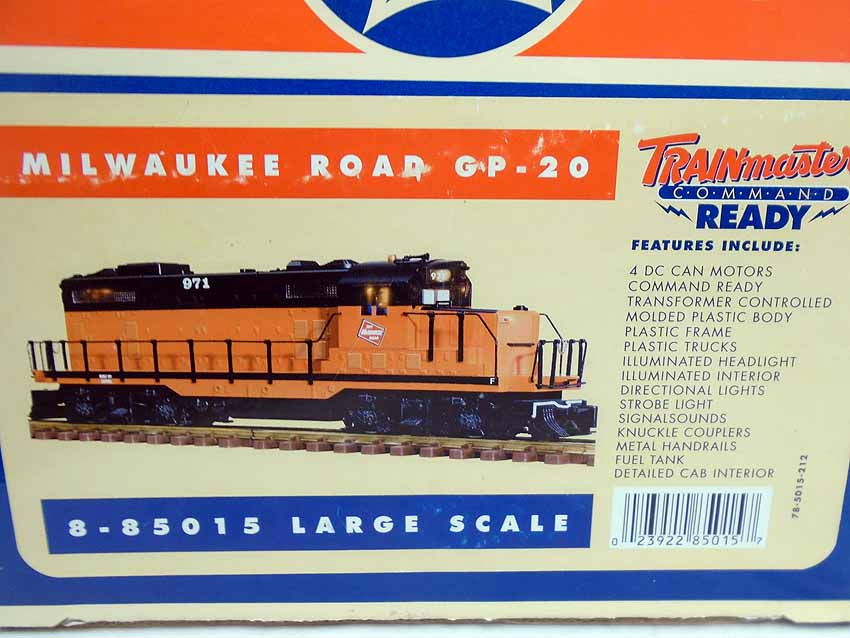 MILWAUKEE ROAD GP-20
TRAINmaster
COMMAND
READY
FEATURES INCLUDE:
4 DC CAN MOTORS
COMMAND READY
TRANSFORMER CONTROLLED
MOLDED PLASTIC BODY
PLASTIC FRAME
PLASTIC TRUCKS
ILLUMINATED HEADLIGHT
ILLUMINATED INTERIOR
DIRECTIONAL LIGHTS
STROBE LIGHT
SIGNALSOUNDS
KNUCKLE COUPLERS
METAL HANDRAILS
FUEL TANK
DETAILED CAB INTERIOR
971
971
F
8-85015 LARGE SCALE
0 23922 85015 7
78-5015-212